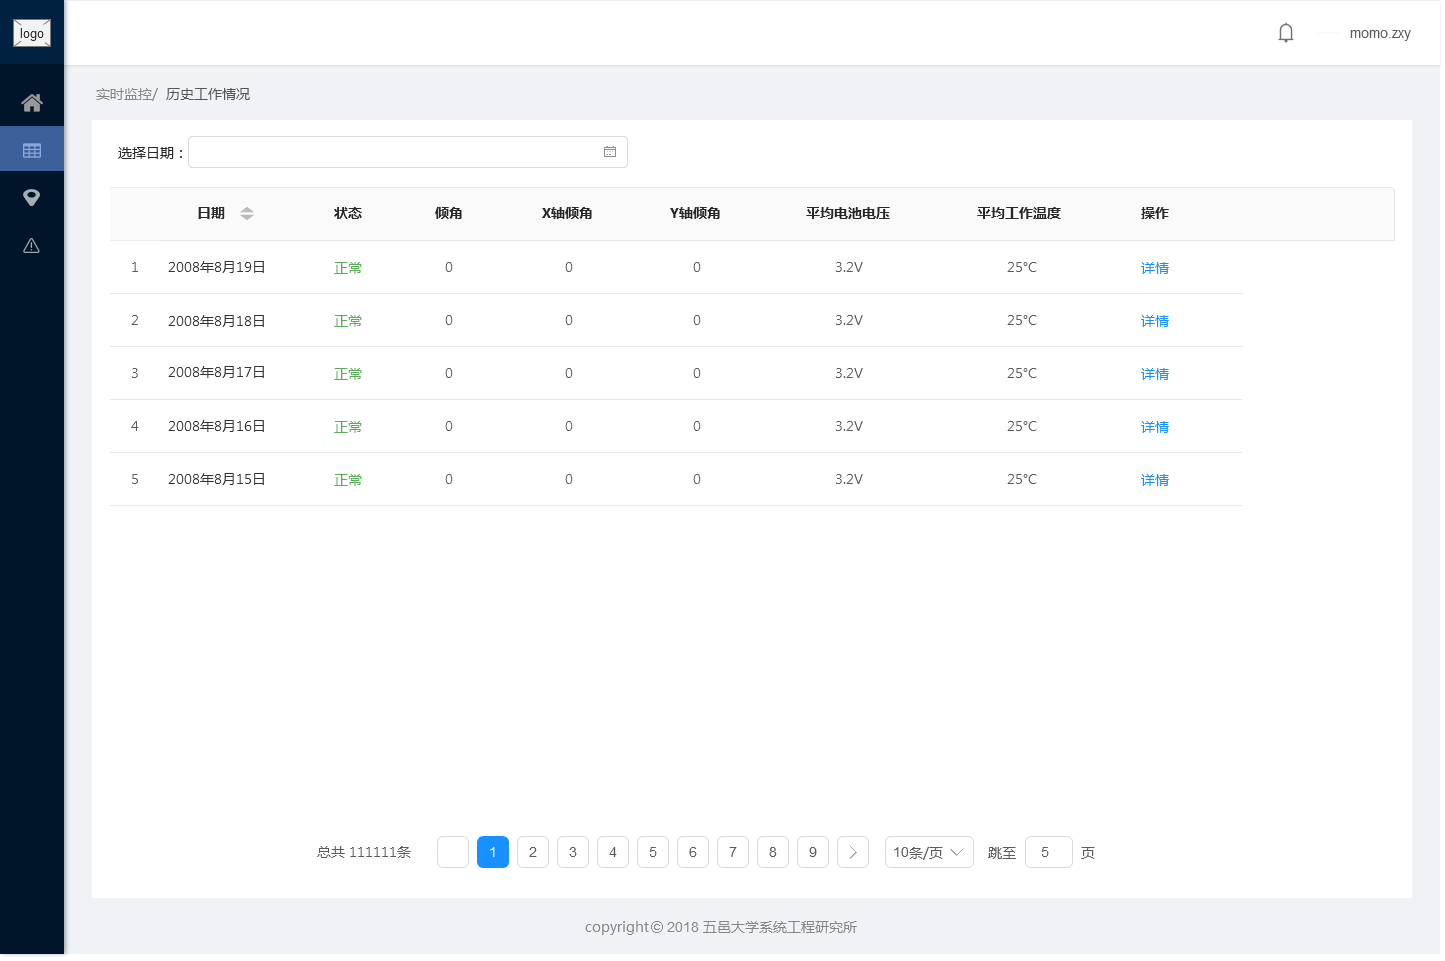 logo
momo.zxy
实时监控/ 历史工作情况
选择日期：
日期 状态 倾角 X轴倾角 Y轴倾角 平均电池电压 平均工作温度 操作
1 2008年8月19日 正常 0 0 0 3.2V 25°C 详情
2 2008年8月18日 正常 0 0 0 3.2V 25°C 详情
3 2008年8月17日 正常 0 0 0 3.2V 25°C 详情
4 2008年8月16日 正常 0 0 0 3.2V 25°C 详情
5 2008年8月15日 正常 0 0 0 3.2V 25°C 详情
总共 111111条 1 2 3 4 5 6 7 8 9 10条/页 跳至 5 页
copyright© 2018 五邑大学系统工程研究所